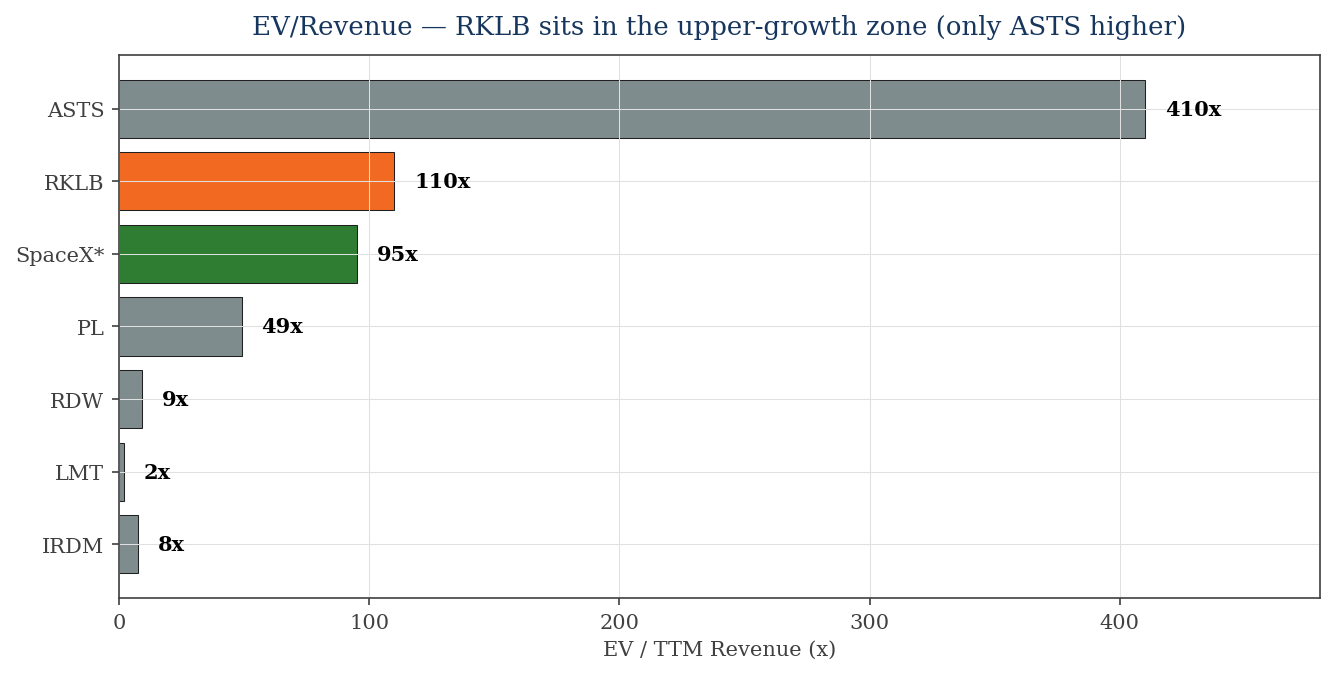 EV/Revenue — RKLB sits in the upper-growth zone (only ASTS higher)
ASTS 410x
RKLB 110x
SpaceX* 95x
PL 49x
RDW 9x
LMT 2x
IRDM 8x
0 100 200 300 400
EV / TTM Revenue (x)